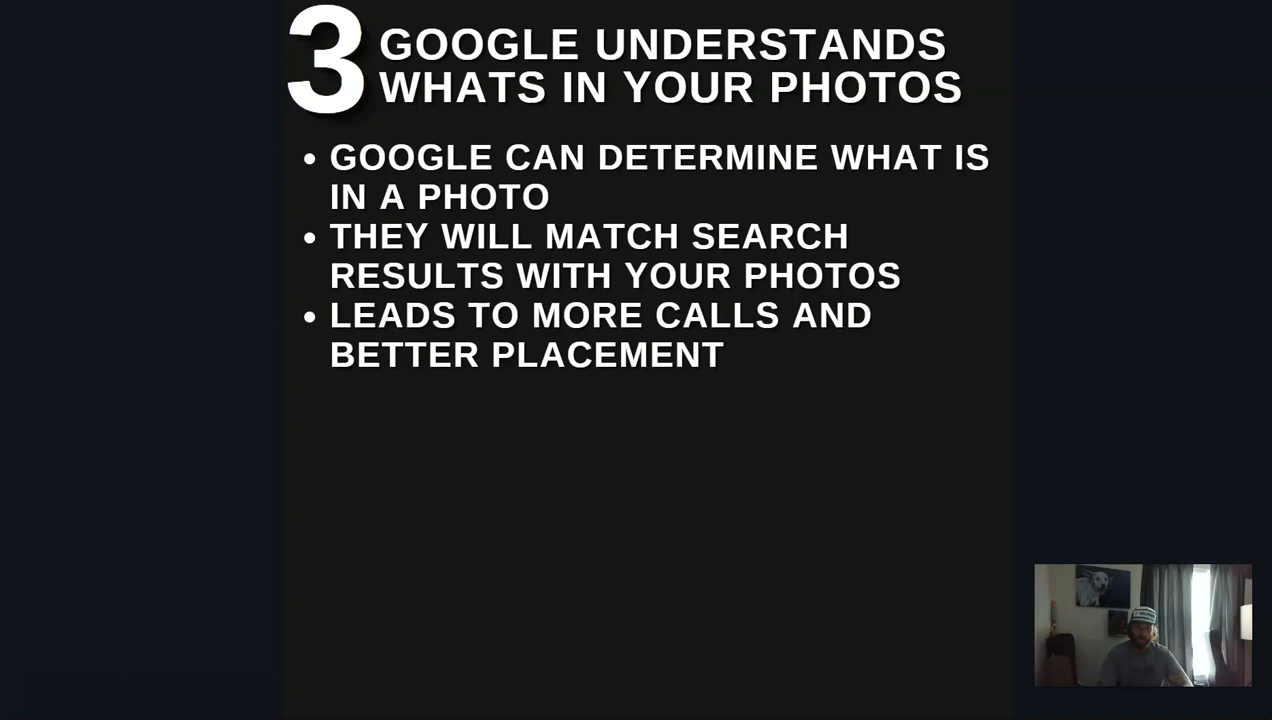 3
GOOGLE UNDERSTANDS
WHATS IN YOUR PHOTOS
• GOOGLE CAN DETERMINE WHAT IS
IN A PHOTO
• THEY WILL MATCH SEARCH
RESULTS WITH YOUR PHOTOS
• LEADS TO MORE CALLS AND
BETTER PLACEMENT